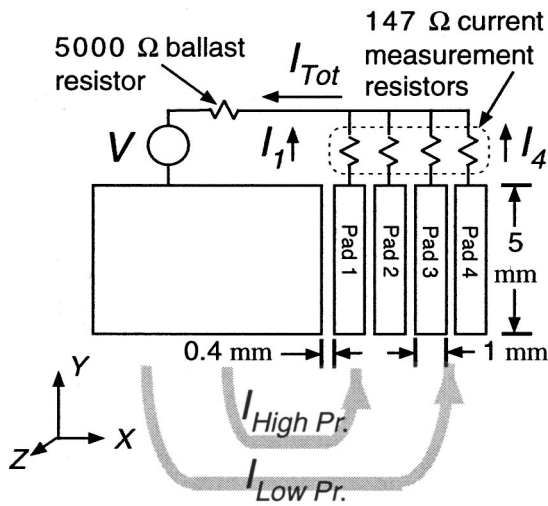 5000 Ω ballast
resistor
147 Ω current
measurement
resistors
I_Tot
V
I_1
I_4
Pad 1
Pad 2
Pad 3
Pad 4
5
mm
0.4 mm
1 mm
Y
X
Z
I_High Pr.
I_Low Pr.